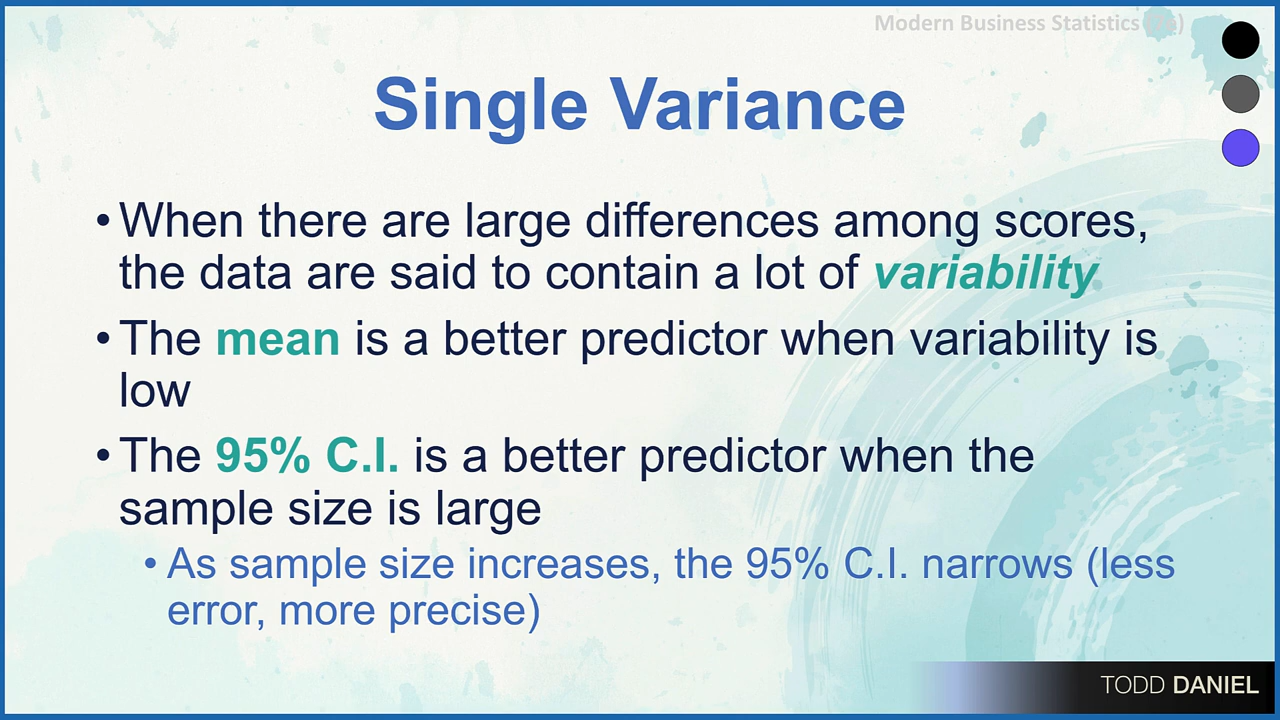 Modern Business Statistics
Single Variance
• When there are large differences among scores,
the data are said to contain a lot of variability
• The mean is a better predictor when variability is
low
• The 95% C.I. is a better predictor when the
sample size is large
• As sample size increases, the 95% C.I. narrows (less
error, more precise)
TODD DANIEL